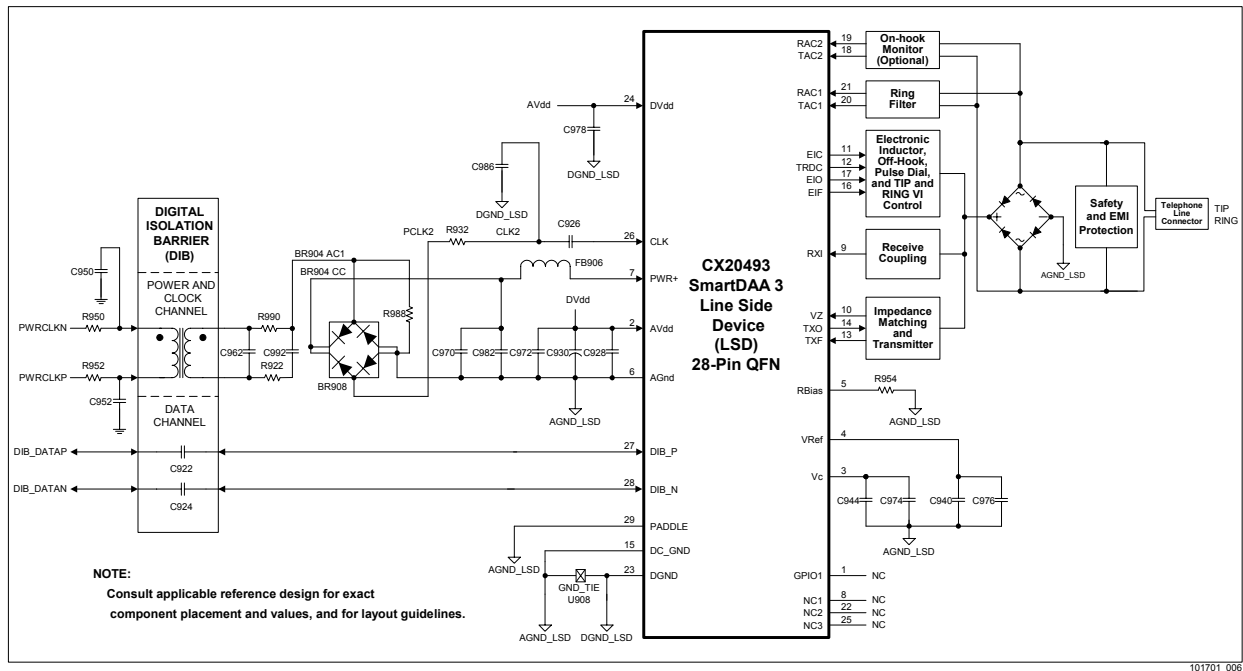 RAC2
19
TAC2
18
On-hook
Monitor
(Optional)
AVdd
24
DVdd
C978
DGND_LSD
RAC1
21
TAC1
20
Ring
Filter
C986
DGND_LSD
EIC
11
TRDC
12
EIO
17
EIF
16
Electronic
Inductor,
Off-Hook,
Pulse Dial,
and TIP and
RING VI
Control
DIGITAL
ISOLATION
BARRIER
(DIB)
PCLK2
R932
CLK2
C926
26
CLK
Safety
and EMI
Protection
Telephone
Line
Connector
TIP
RING
AGND_LSD
C950
POWER AND
CLOCK
CHANNEL
BR904 AC1
BR904 CC
FB906
7
PWR+
CX20493
SmartDAA 3
Line Side
Device
(LSD)
28-Pin QFN
RXI
9
Receive
Coupling
PWRCLKN
R950
R990
R988
DVdd
2
AVdd
VZ
10
TXO
14
TXF
13
Impedance
Matching
and
Transmitter
C962
C992
C970
C982
C972
C930
C928
PWRCLKP
R952
R922
BR908
6
AGnd
C952
AGND_LSD
RBias
5
R954
AGND_LSD
DATA
CHANNEL
VRef
4
DIB_DATAP
C922
27
DIB_P
Vc
3
DIB_DATAN
C924
28
DIB_N
C944
C974
C940
C976
AGND_LSD
29
PADDLE
AGND_LSD
15
DC_GND
23
DGND
GND_TIE
U908
AGND_LSD
DGND_LSD
GPIO1
1
NC
NC1
8
NC
NC2
22
NC
NC3
25
NC
NOTE:
Consult applicable reference design for exact
component placement and values, and for layout guidelines.
101701_006